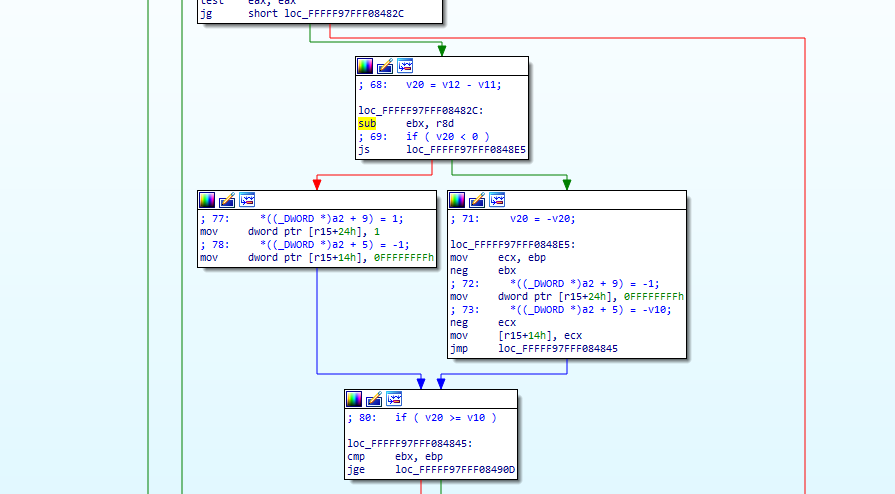 test    eax, eax
jg      short loc_FFFFF97FFF08482C
; 68:   v20 = v12 - v11;
loc_FFFFF97FFF08482C:
sub     ebx, r8d
; 69:   if ( v20 < 0 )
js      loc_FFFFF97FFF0848E5
; 77:     *((_DWORD *)a2 + 9) = 1;
mov     dword ptr [r15+24h], 1
; 78:     *((_DWORD *)a2 + 5) = -1;
mov     dword ptr [r15+14h], 0FFFFFFFFh
; 71:     v20 = -v20;
loc_FFFFF97FFF0848E5:
mov     ecx, ebp
neg     ebx
; 72:     *((_DWORD *)a2 + 9) = -1;
mov     dword ptr [r15+24h], 0FFFFFFFFh
; 73:     *((_DWORD *)a2 + 5) = -v10;
neg     ecx
mov     [r15+14h], ecx
jmp     loc_FFFFF97FFF084845
; 80:   if ( v20 >= v10 )
loc_FFFFF97FFF084845:
cmp     ebx, ebp
jge     loc_FFFFF97FFF08490D